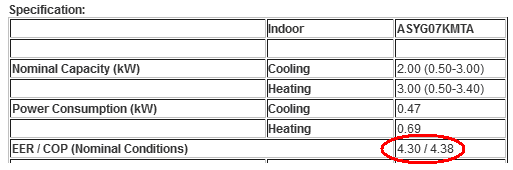 Specification:
Indoor ASYG07KMTA
Nominal Capacity (kW) Cooling 2.00 (0.50-3.00)
Heating 3.00 (0.50-3.40)
Power Consumption (kW) Cooling 0.47
Heating 0.69
EER / COP (Nominal Conditions) 4.30 / 4.38